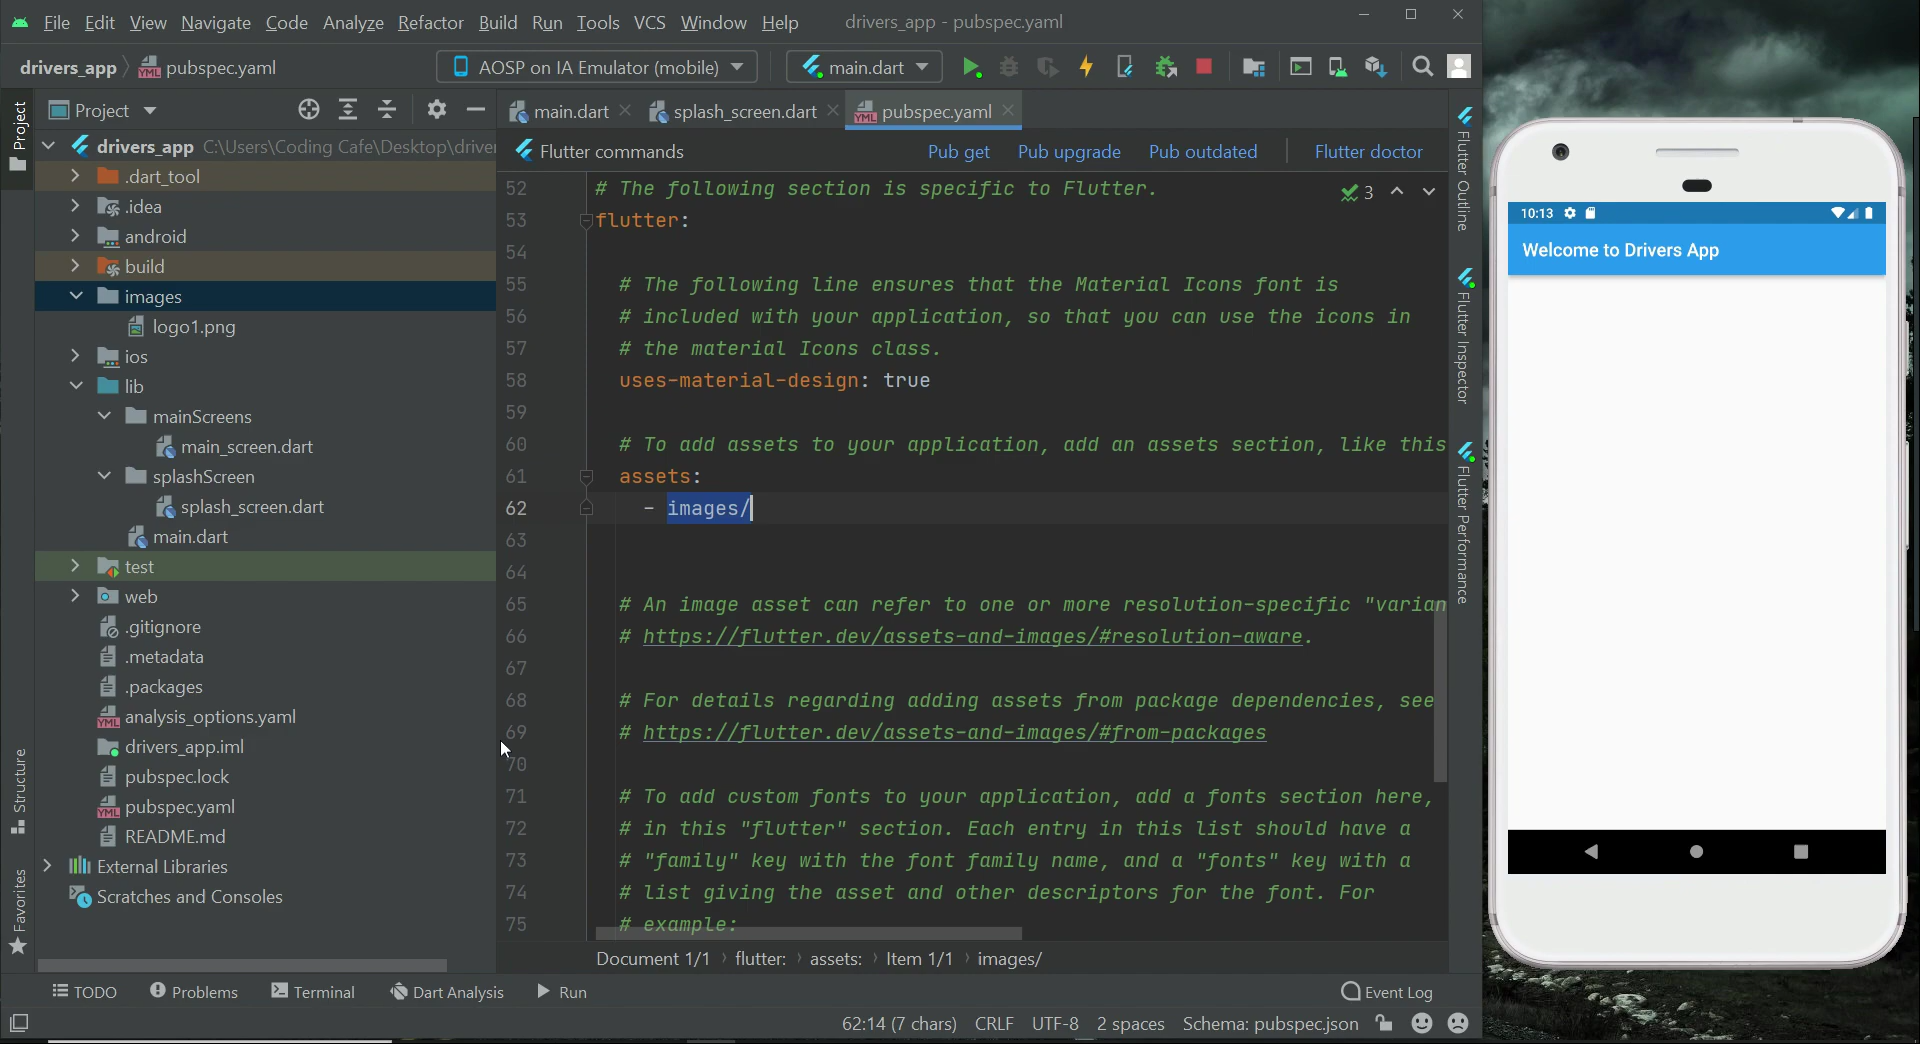 File Edit View Navigate Code Analyze Refactor Build Run Tools VCS Window Help drivers_app - pubspec.yaml
drivers_app pubspec.yaml AOSP on IA Emulator (mobile) main.dart
Project
Project
main.dart
splash_screen.dart
pubspec.yaml
drivers_app C:\Users\Coding Cafe\Desktop\driver
.dart_tool
.idea
android
build
images
logo1.png
ios
lib
mainScreens
main_screen.dart
splashScreen
splash_screen.dart
main.dart
test
web
.gitignore
.metadata
.packages
analysis_options.yaml
drivers_app.iml
pubspec.lock
pubspec.yaml
README.md
External Libraries
Scratches and Consoles
Structure
Favorites
Flutter commands Pub get Pub upgrade Pub outdated Flutter doctor
3
52 # The following section is specific to Flutter.
53 flutter:
54
55 # The following line ensures that the Material Icons font is
56 # included with your application, so that you can use the icons in
57 # the material Icons class.
58 uses-material-design: true
59
60 # To add assets to your application, add an assets section, like this
61 assets:
62 - images/
63
64
65 # An image asset can refer to one or more resolution-specific "varian
66 # https://flutter.dev/assets-and-images/#resolution-aware.
67
68 # For details regarding adding assets from package dependencies, see
69 # https://flutter.dev/assets-and-images/#from-packages
70
71 # To add custom fonts to your application, add a fonts section here,
72 # in this "flutter" section. Each entry in this list should have a
73 # "family" key with the font family name, and a "fonts" key with a
74 # list giving the asset and other descriptors for the font. For
75 # example:
Document 1/1 › flutter: › assets: › Item 1/1 › images/
Flutter Outline
Flutter Inspector
Flutter Performance
TODO Problems Terminal Dart Analysis Run Event Log
62:14 (7 chars) CRLF UTF-8 2 spaces Schema: pubspec.json
10:13
Welcome to Drivers App